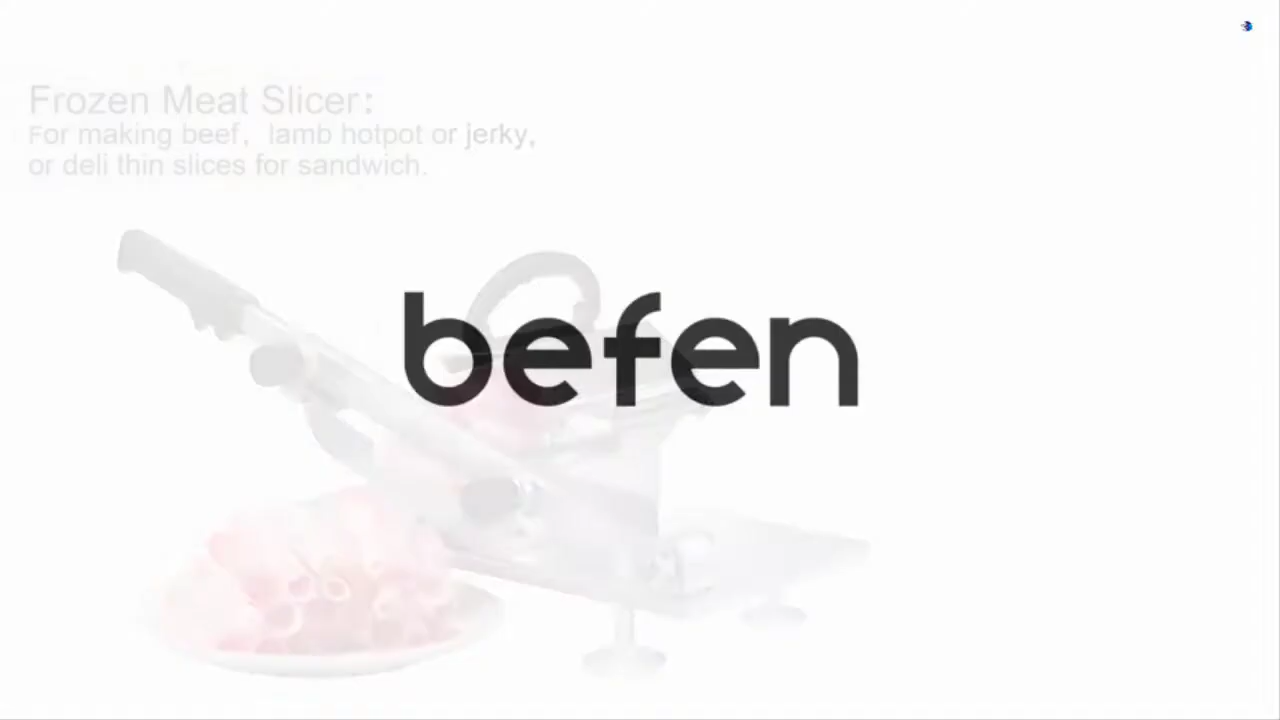 Frozen Meat Slicer:
For making beef, lamb hotpot or jerky,
or deli thin slices for sandwich.
befen